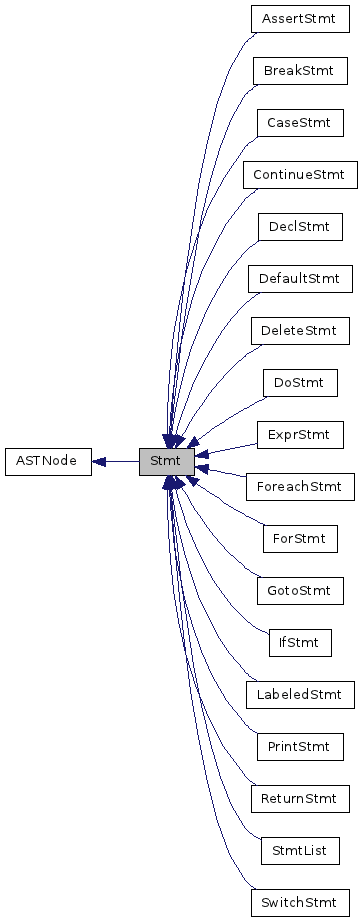 AssertStmt
BreakStmt
CaseStmt
ContinueStmt
DeclStmt
DefaultStmt
DeleteStmt
DoStmt
ExprStmt
ASTNode
Stmt
ForeachStmt
ForStmt
GotoStmt
IfStmt
LabeledStmt
PrintStmt
ReturnStmt
StmtList
SwitchStmt